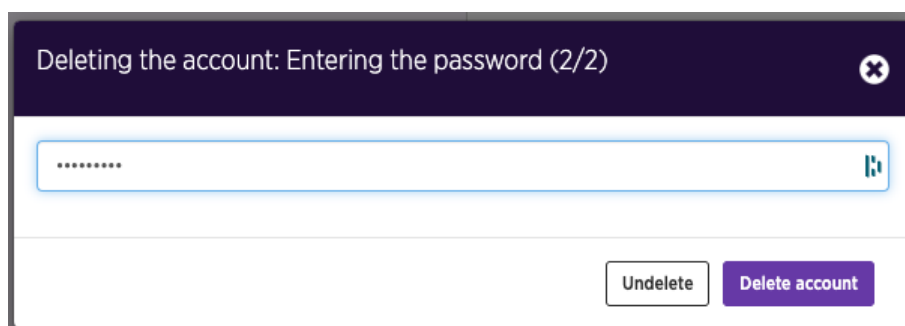 Deleting the account: Entering the password (2/2)
•••••••••
Undelete
Delete account